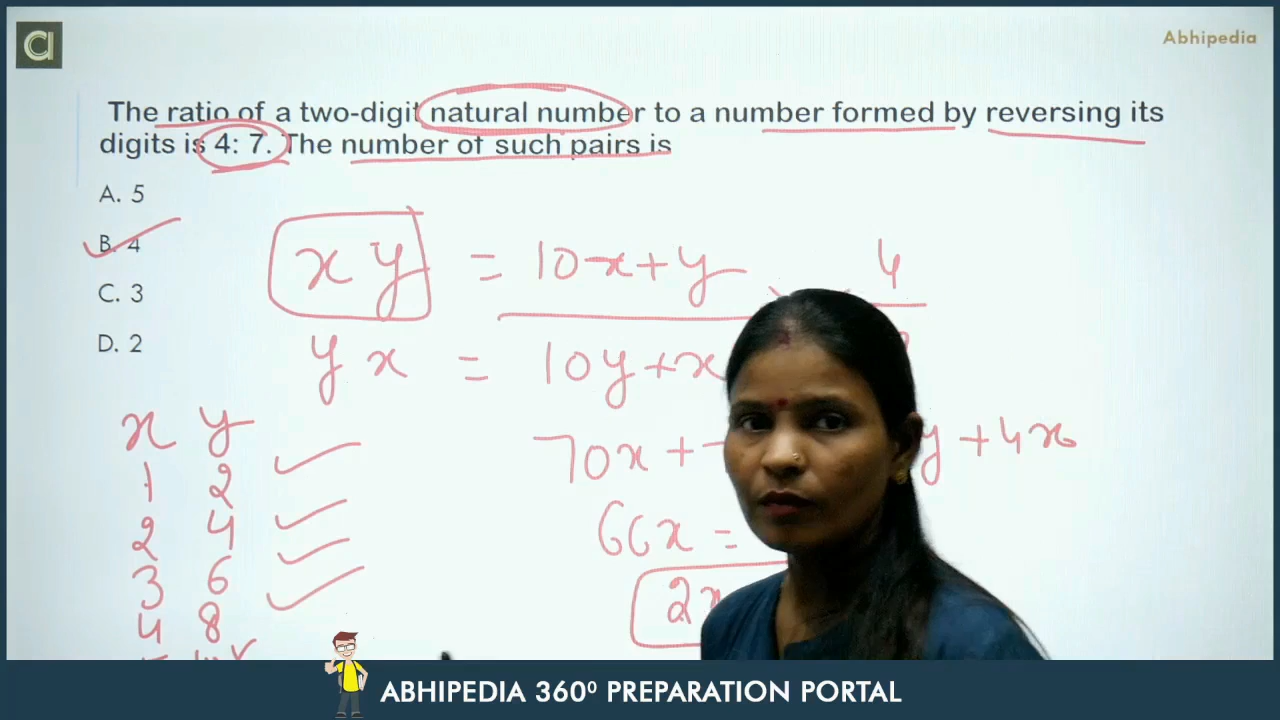 Abhipedia
The ratio of a two-digit natural number to a number formed by reversing its
digits is 4: 7. The number of such pairs is
A. 5
B. 4
C. 3
D. 2
x y = 10x+y 4
y x = 10y+x
70x + y + 4x
66x =
2x
x y
1 2
2 4
3 6
4 8
ABHIPEDIA 360⁰ PREPARATION PORTAL